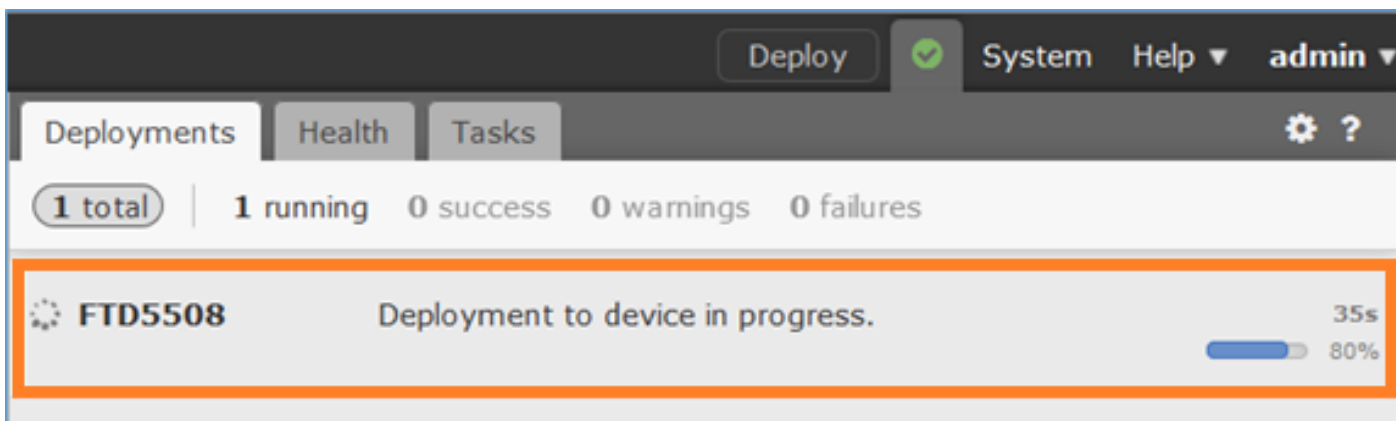 Deploy System Help ▼ admin ▼
Deployments Health Tasks ?
1 total 1 running 0 success 0 warnings 0 failures
FTD5508 Deployment to device in progress. 35s
80%